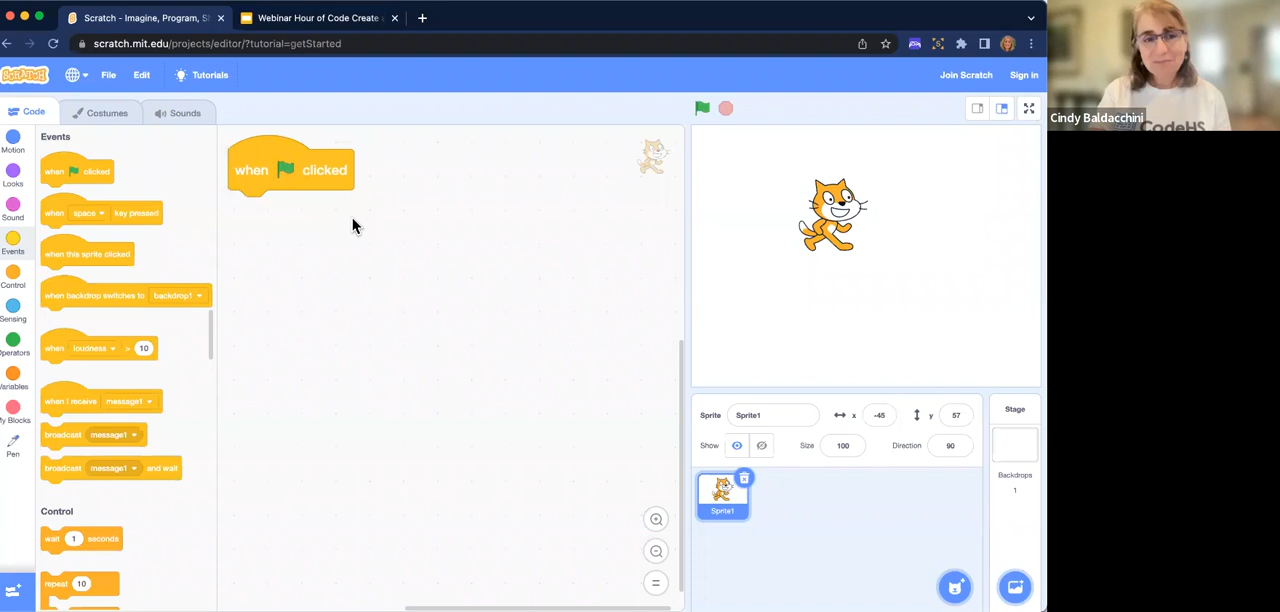 Scratch - Imagine, Program, Sh
Webinar Hour of Code Create
scratch.mit.edu/projects/editor/?tutorial=getStarted
SCRATCH
File
Edit
Tutorials
Join Scratch
Sign in
Code
Costumes
Sounds
Cindy Baldacchini
CodeHS
Motion
Looks
Sound
Events
Control
Sensing
Operators
Variables
My Blocks
Pen
Events
when clicked
when space key pressed
when this sprite clicked
when backdrop switches to backdrop1
when loudness > 10
when I receive message1
broadcast message1
broadcast message1 and wait
Control
wait 1 seconds
repeat 10
when clicked
Sprite
Sprite1
x
-45
y
57
Show
Size
100
Direction
90
Sprite1
Stage
Backdrops
1